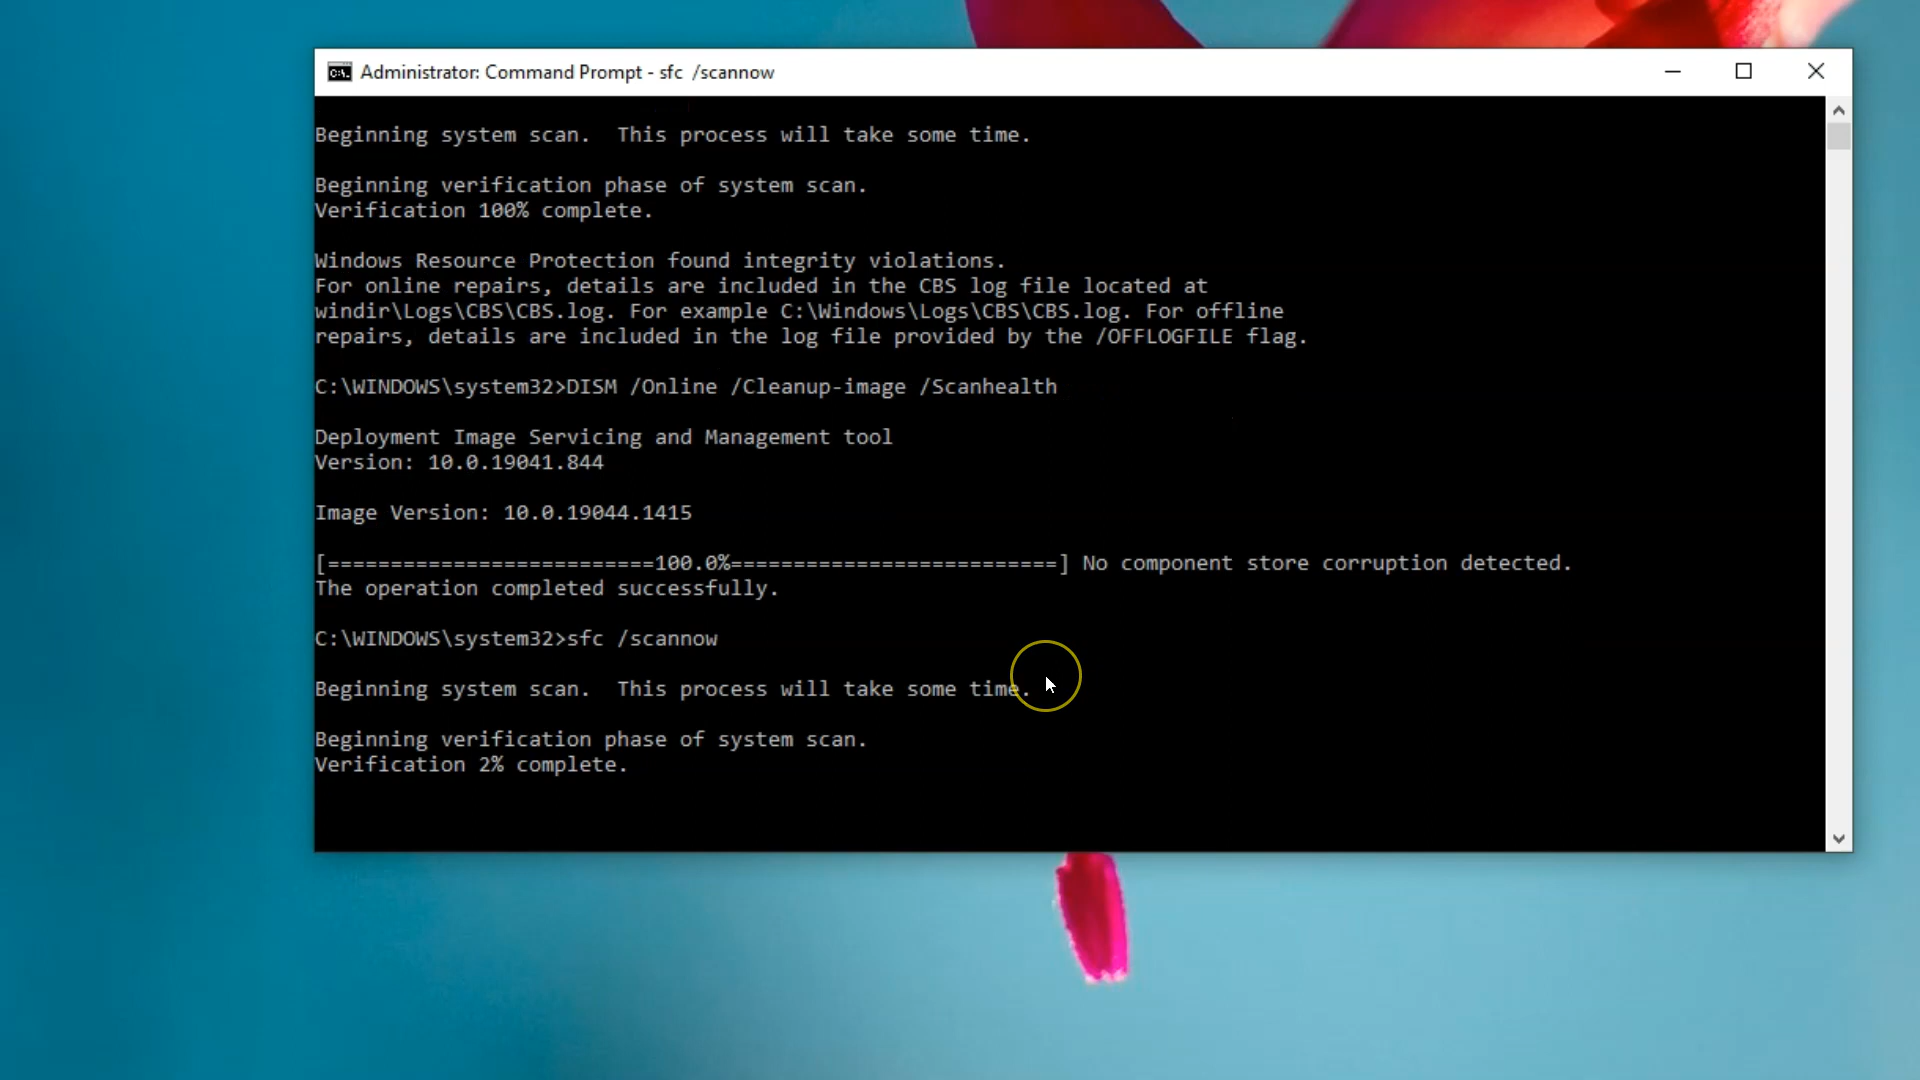 Administrator: Command Prompt - sfc  /scannow
Beginning system scan.  This process will take some time.
Beginning verification phase of system scan.
Verification 100% complete.
Windows Resource Protection found integrity violations.
For online repairs, details are included in the CBS log file located at
windir\Logs\CBS\CBS.log. For example C:\Windows\Logs\CBS\CBS.log. For offline
repairs, details are included in the log file provided by the /OFFLOGFILE flag.
C:\WINDOWS\system32>DISM /Online /Cleanup-image /Scanhealth
Deployment Image Servicing and Management tool
Version: 10.0.19041.844
Image Version: 10.0.19044.1415
[==========================100.0%==========================] No component store corruption detected.
The operation completed successfully.
C:\WINDOWS\system32>sfc /scannow
Beginning system scan.  This process will take some time.
Beginning verification phase of system scan.
Verification 2% complete.